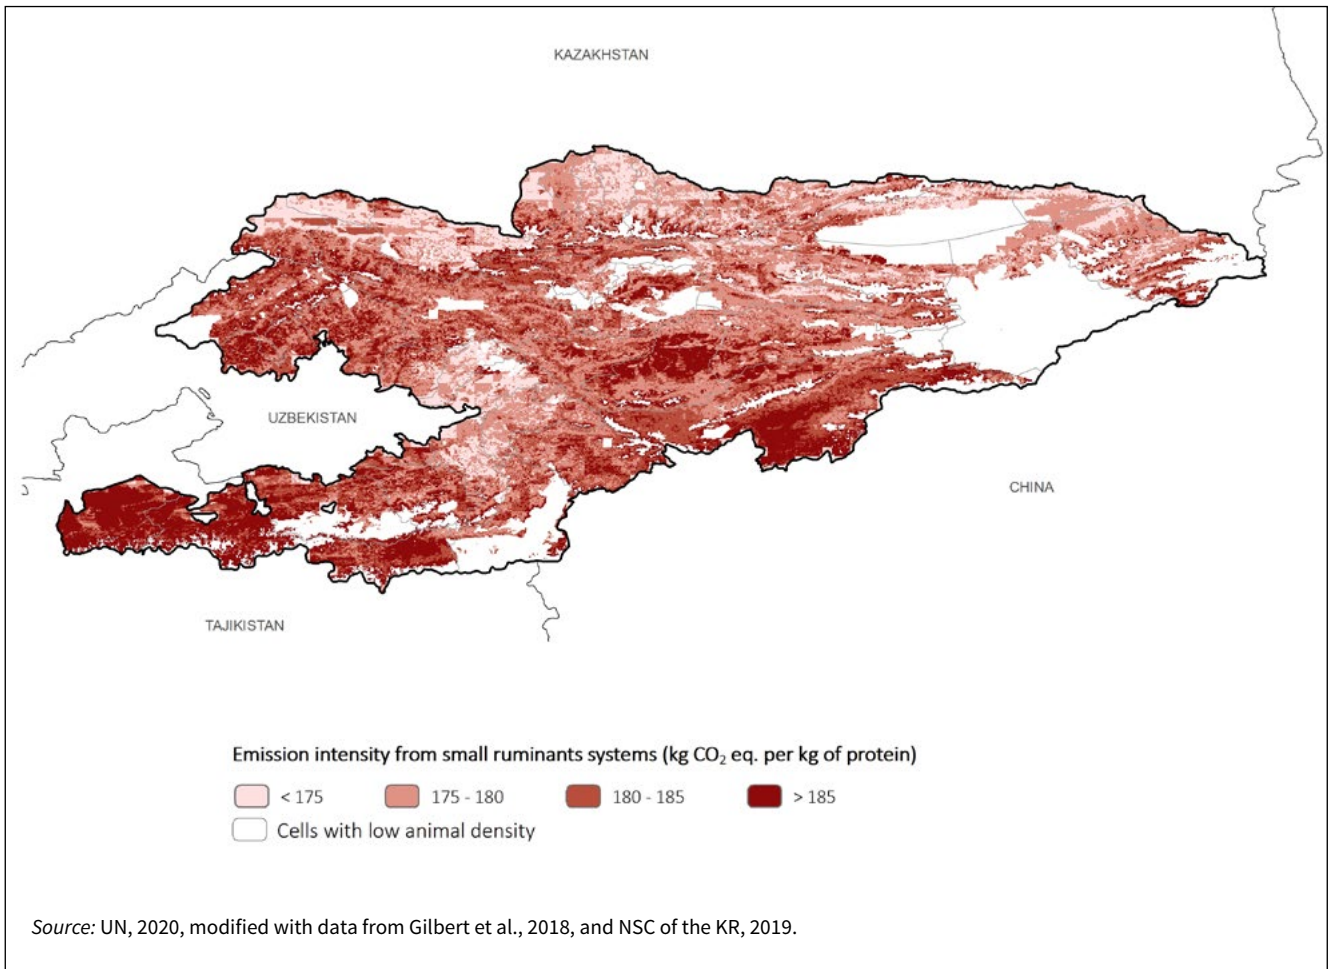 KAZAKHSTAN
UZBEKISTAN
CHINA
TAJIKISTAN
Emission intensity from small ruminants systems (kg CO₂ eq. per kg of protein)
< 175 175 - 180 180 - 185 > 185
Cells with low animal density
Source: UN, 2020, modified with data from Gilbert et al., 2018, and NSC of the KR, 2019.